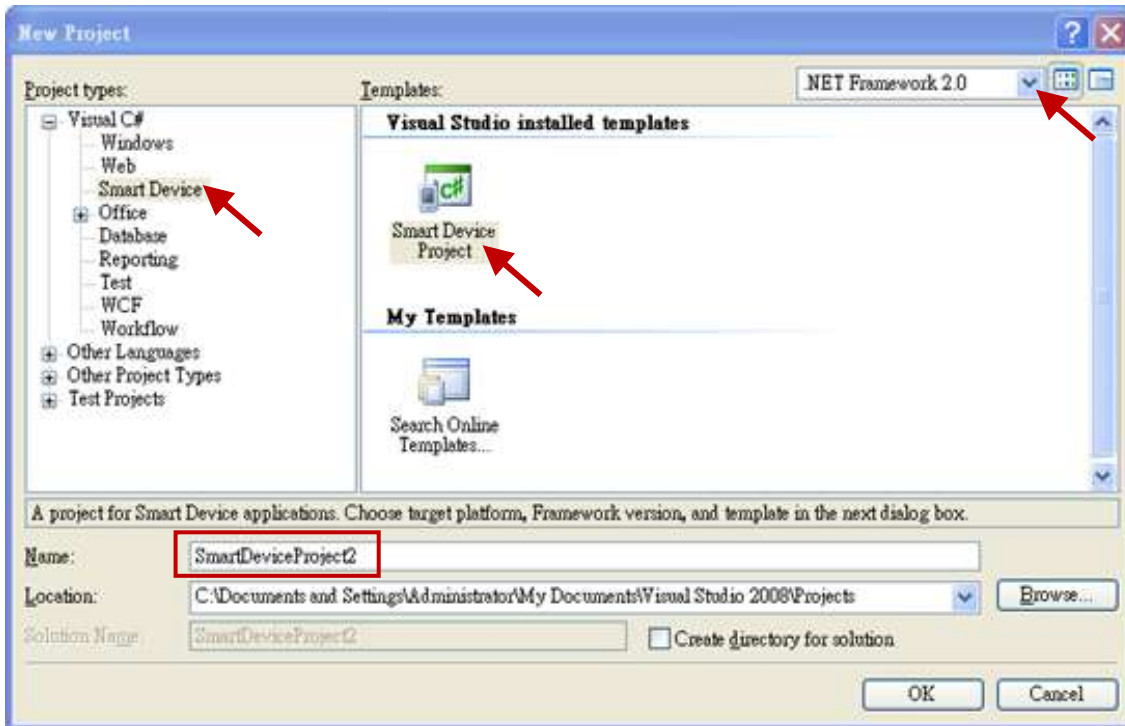 New Project
Project types:
Templates:
.NET Framework 2.0
Visual C#
Windows
Web
Smart Device
Office
Database
Reporting
Test
WCF
Workflow
Other Languages
Other Project Types
Test Projects
Visual Studio installed templates
Smart Device
Project
My Templates
Search Online
Templates...
A project for Smart Device applications. Choose target platform, Framework version, and template in the next dialog box.
Name:
SmartDeviceProject2
Location:
C:\Documents and Settings\Administrator\My Documents\Visual Studio 2008\Projects
Browse...
Solution Name
SmartDeviceProject2
Create directory for solution
OK
Cancel